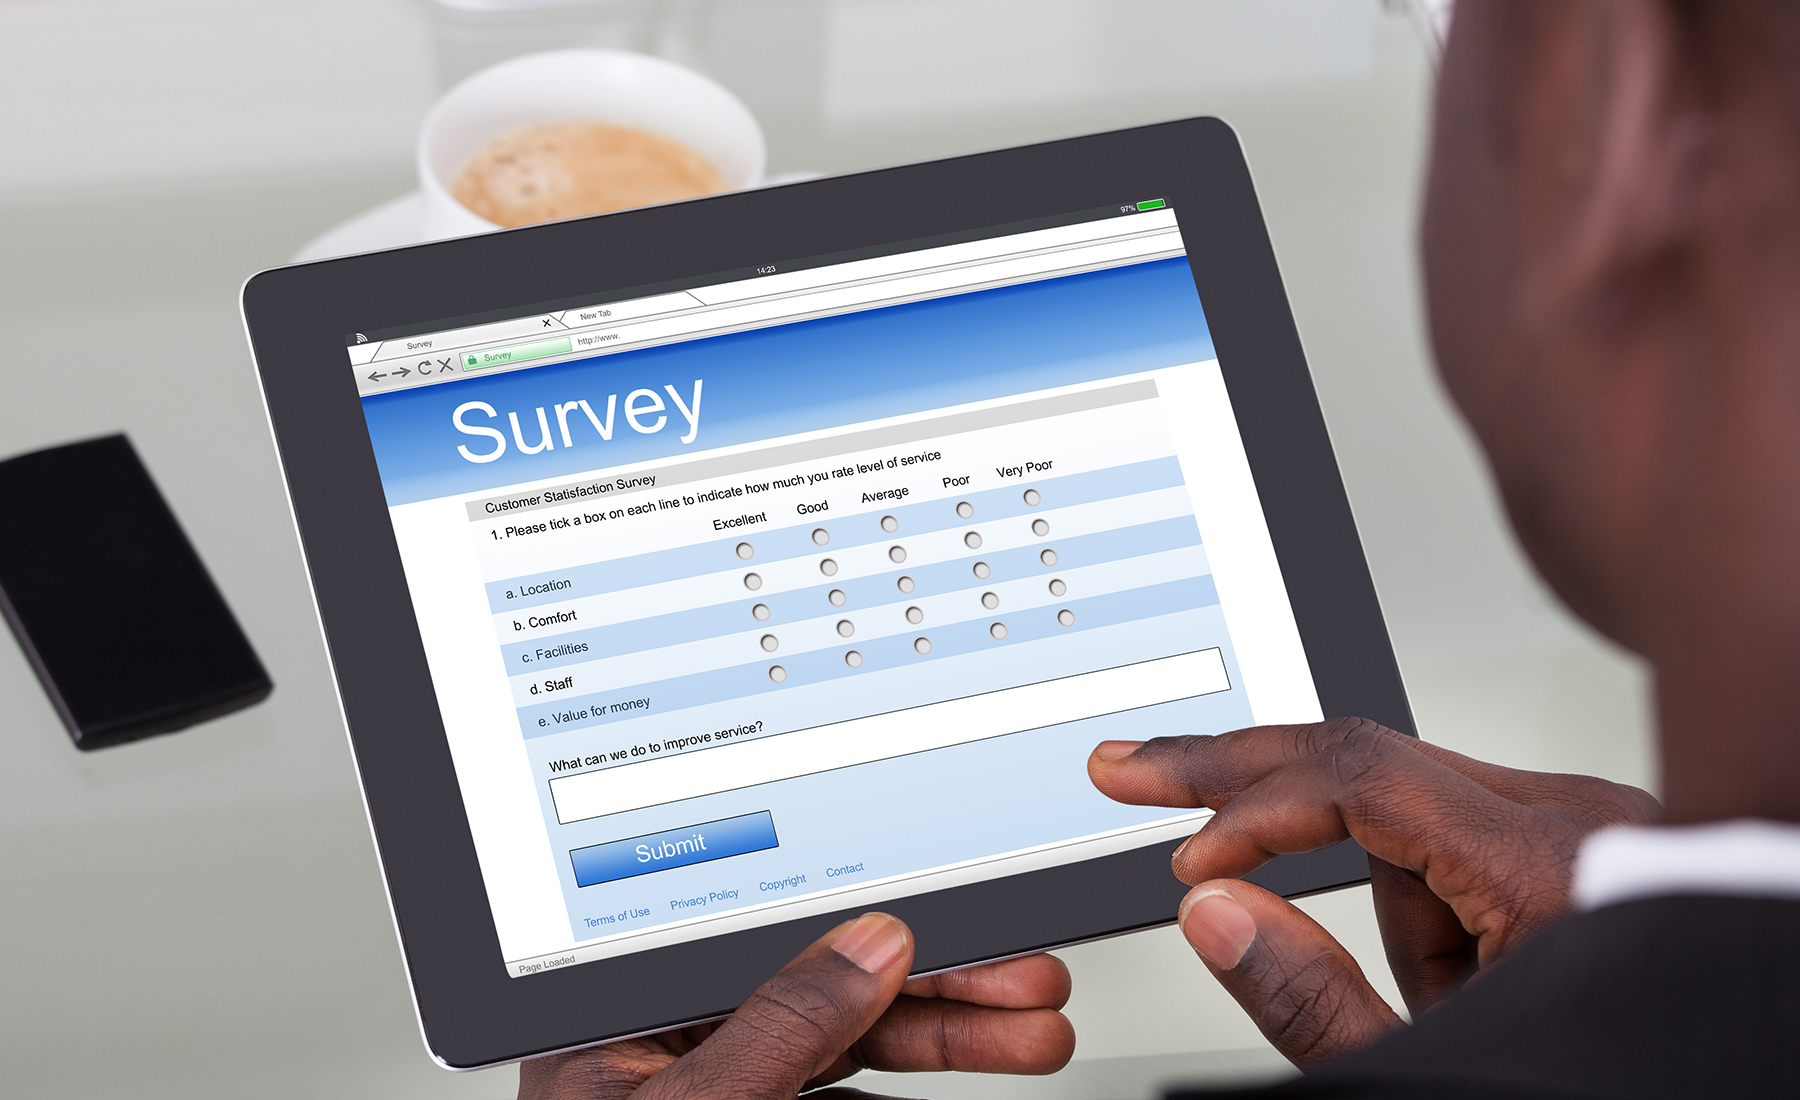 97%
14:23
Survey
New Tab
Survey
http://www.
Survey
Customer Statisfaction Survey
1. Please tick a box on each line to indicate how much you rate level of service
Excellent Good Average Poor Very Poor
a. Location
b. Comfort
c. Facilities
d. Staff
e. Value for money
What can we do to improve service?
Submit
Terms of Use Privacy Policy Copyright Contact
Page Loaded